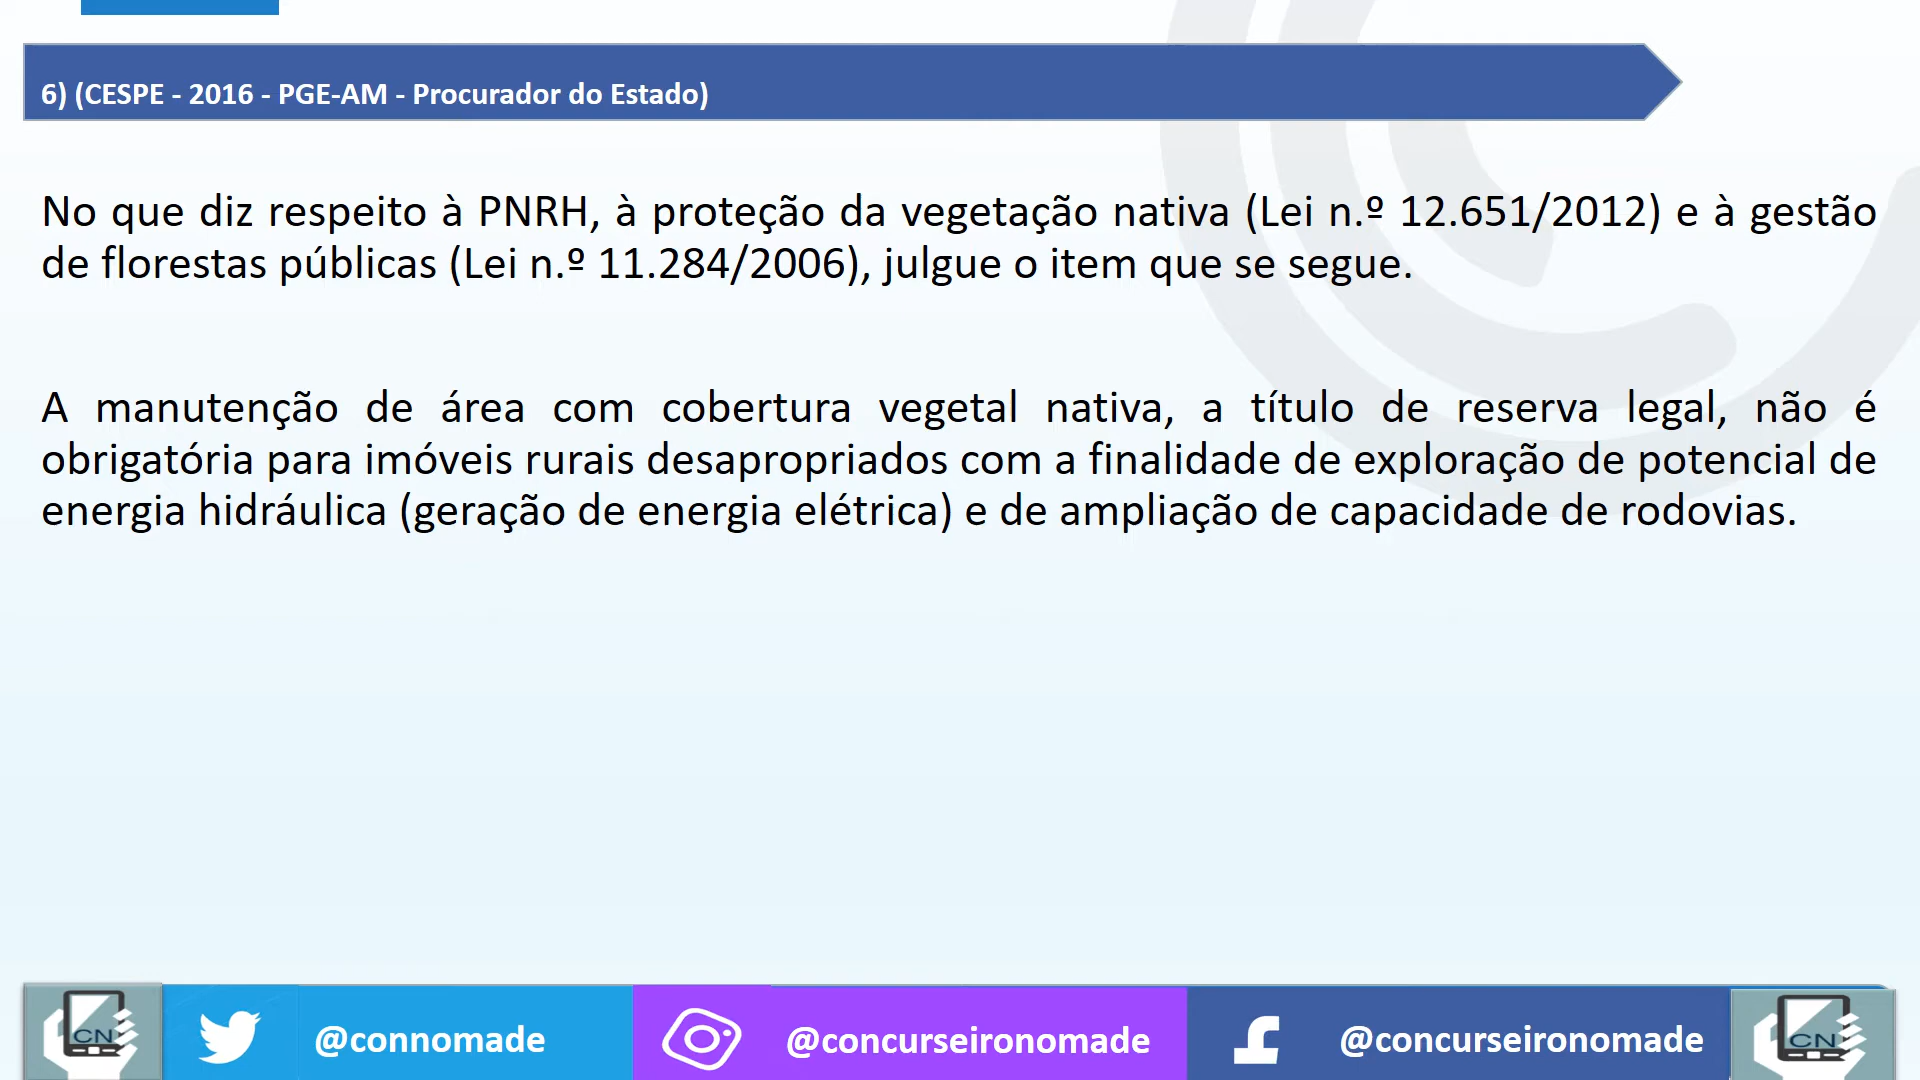 6) (CESPE - 2016 - PGE-AM - Procurador do Estado)
No que diz respeito à PNRH, à proteção da vegetação nativa (Lei n.º 12.651/2012) e à gestão
de florestas públicas (Lei n.º 11.284/2006), julgue o item que se segue.
A manutenção de área com cobertura vegetal nativa, a título de reserva legal, não é
obrigatória para imóveis rurais desapropriados com a finalidade de exploração de potencial de
energia hidráulica (geração de energia elétrica) e de ampliação de capacidade de rodovias.
CN @connomade @concurseironomade @concurseironomade CN